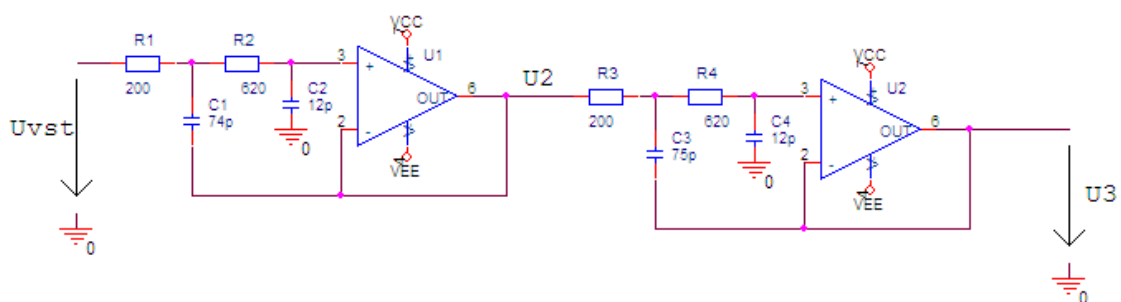 R1
200
R2
620
C1
74p
C2
12p
0
3
+
2
-
VCC
U1
OUT
6
VEE
U2
R3
200
R4
620
C3
75p
C4
12p
0
3
+
2
-
VCC
U2
OUT
6
VEE
Uvst
0
U3
0